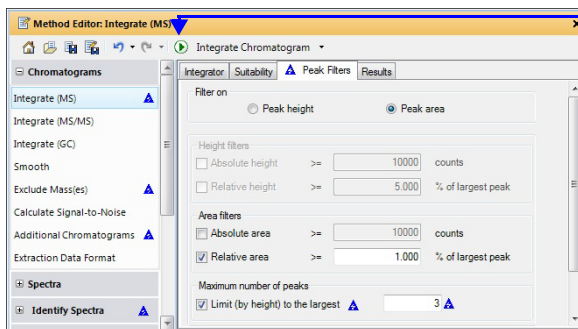 Method Editor: Integrate (MS)
Integrate Chromatogram
Chromatograms
Integrator Suitability Peak Filters Results
Integrate (MS)
Integrate (MS/MS)
Integrate (GC)
Smooth
Exclude Mass(es)
Calculate Signal-to-Noise
Additional Chromatograms
Extraction Data Format
Spectra
Identify Spectra
Filter on
Peak height Peak area
Height filters
Absolute height >= 10000 counts
Relative height >= 5.000 % of largest peak
Area filters
Absolute area >= 10000 counts
Relative area >= 1.000 % of largest peak
Maximum number of peaks
Limit (by height) to the largest 3